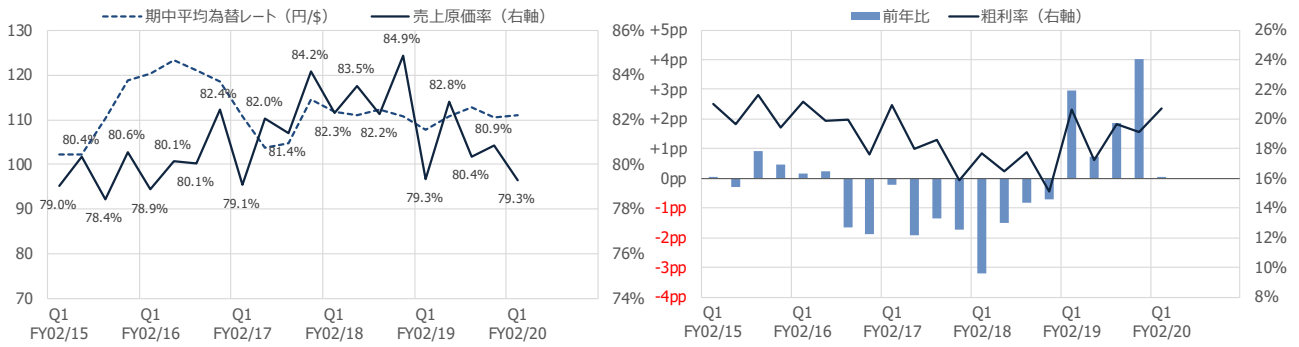 期中平均為替レート（円/$） 売上原価率（右軸）
130
120
110
100
90
80
70
86%
84%
82%
80%
78%
76%
74%
79.0%
80.4%
78.4%
80.6%
78.9%
80.1%
80.1%
82.4%
79.1%
82.0%
81.4%
84.2%
82.3%
83.5%
82.2%
84.9%
79.3%
82.8%
80.4%
80.9%
79.3%
Q1 Q1 Q1 Q1 Q1 Q1
FY02/15 FY02/16 FY02/17 FY02/18 FY02/19 FY02/20
前年比 粗利率（右軸）
+5pp
+4pp
+3pp
+2pp
+1pp
0pp
-1pp
-2pp
-3pp
-4pp
26%
24%
22%
20%
18%
16%
14%
12%
10%
8%
Q1 Q1 Q1 Q1 Q1 Q1
FY02/15 FY02/16 FY02/17 FY02/18 FY02/19 FY02/20